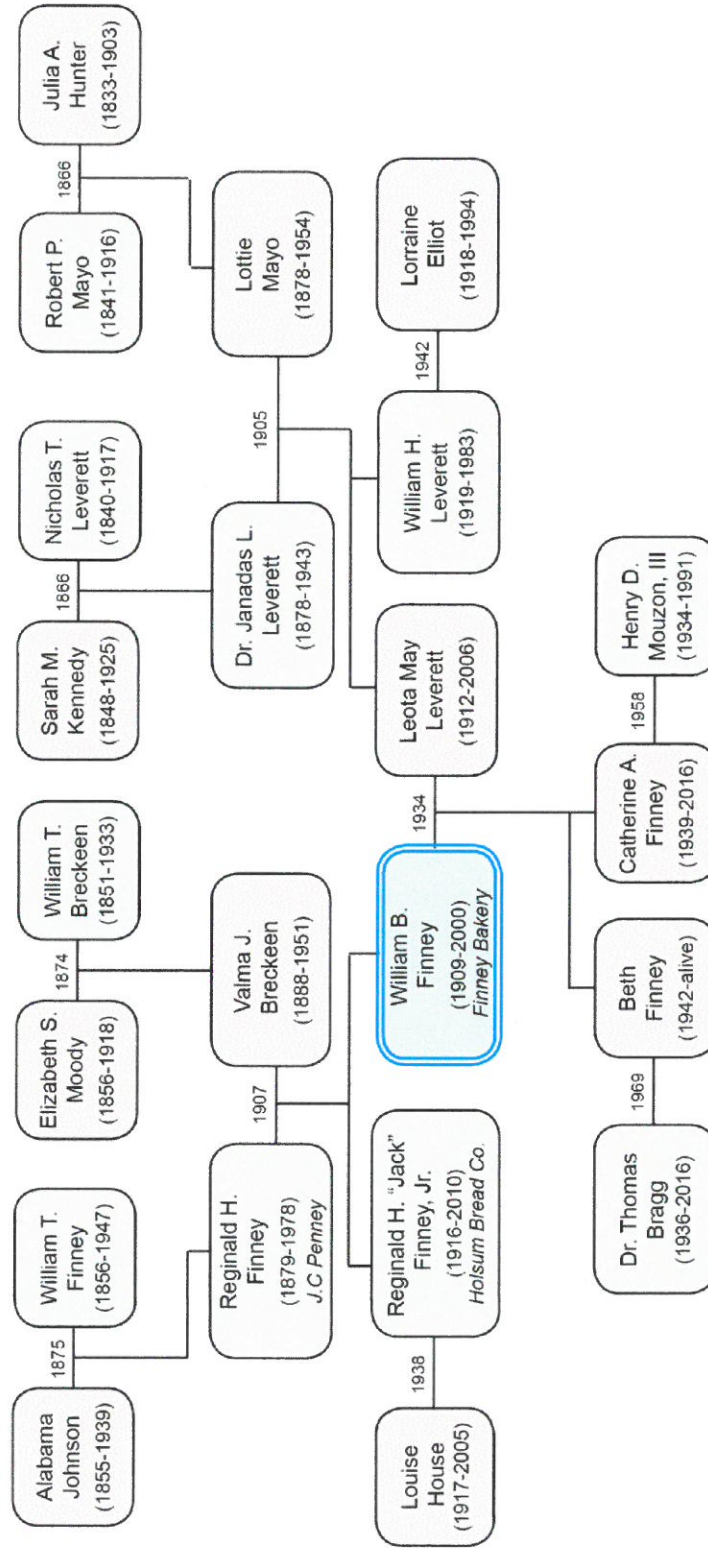 Alabama
Johnson
(1855-1939)
1875
William T.
Finney
(1856-1947)
Elizabeth S.
Moody
(1856-1918)
1874
William T.
Breckeen
(1851-1933)
Sarah M.
Kennedy
(1848-1925)
1866
Nicholas T.
Leverett
(1840-1917)
Robert P.
Mayo
(1841-1916)
1866
Julia A.
Hunter
(1833-1903)
Reginald H.
Finney
(1879-1978)
J.C Penney
1907
Valma J.
Breckeen
(1888-1951)
Dr. Janadas L.
Leverett
(1878-1943)
1905
Lottie
Mayo
(1878-1954)
Louise
House
(1917-2005)
1938
Reginald H. "Jack"
Finney, Jr.
(1916-2010)
Holsum Bread Co.
William B.
Finney
(1909-2000)
Finney Bakery
1934
Leota May
Leverett
(1912-2006)
William H.
Leverett
(1919-1983)
1942
Lorraine
Elliot
(1918-1994)
Dr. Thomas
Bragg
(1936-2016)
1969
Beth
Finney
(1942-alive)
Catherine A.
Finney
(1939-2016)
1958
Henry D.
Mouzon, III
(1934-1991)